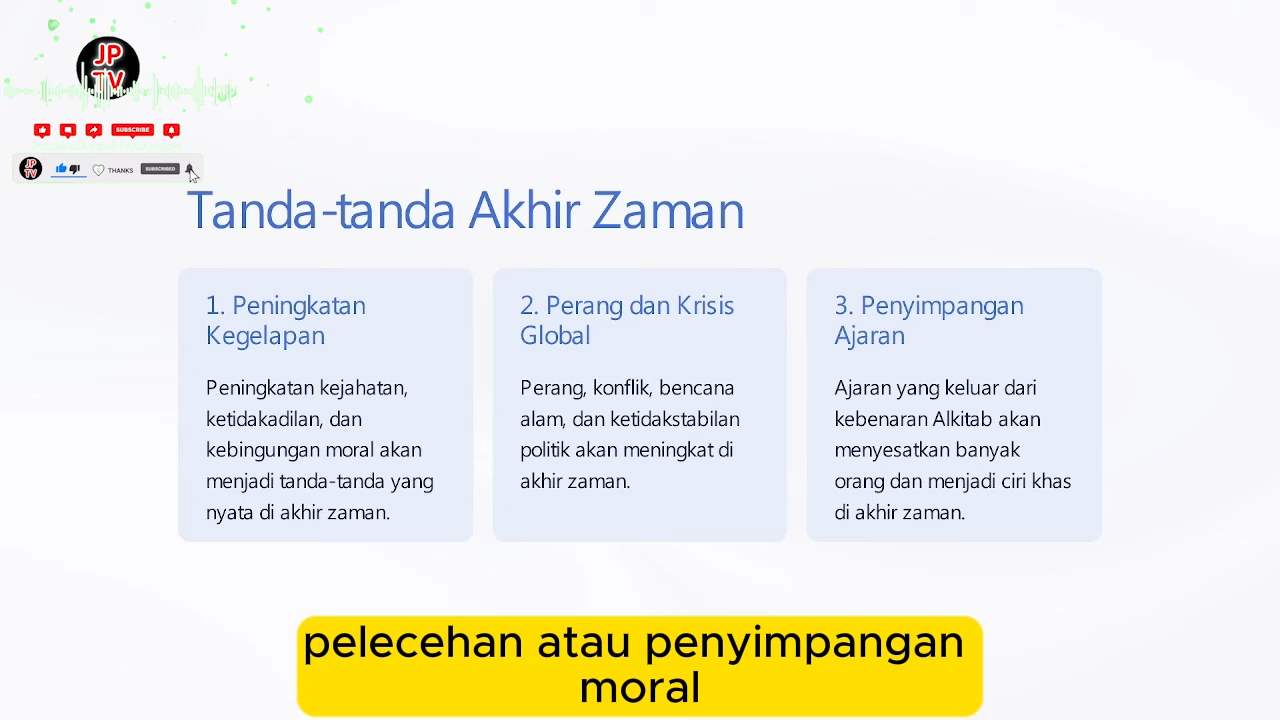 JP
TV
SUBSCRIBE
JP
TV
THANKS
SUBSCRIBED
Tanda-tanda Akhir Zaman
1. Peningkatan
Kegelapan
Peningkatan kejahatan,
ketidakadilan, dan
kebingungan moral akan
menjadi tanda-tanda yang
nyata di akhir zaman.
2. Perang dan Krisis
Global
Perang, konflik, bencana
alam, dan ketidakstabilan
politik akan meningkat di
akhir zaman.
3. Penyimpangan
Ajaran
Ajaran yang keluar dari
kebenaran Alkitab akan
menyesatkan banyak
orang dan menjadi ciri khas
di akhir zaman.
pelecehan atau penyimpangan
moral